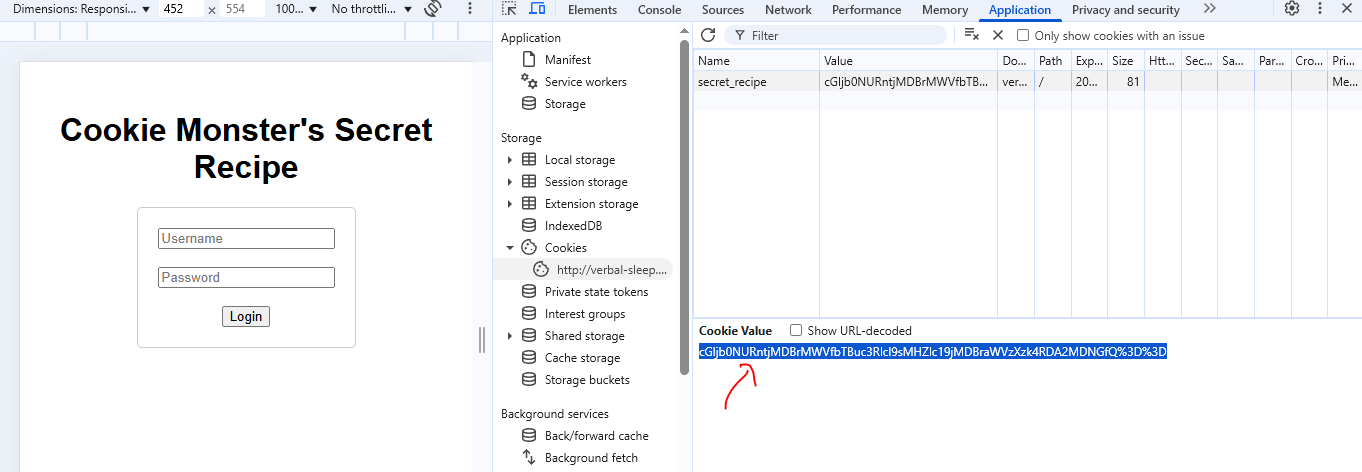 Dimensions: Responsi... ▼ 452 × 554 100... ▼ No throttli... ▼
Elements Console Sources Network Performance Memory Application Privacy and security
Cookie Monster's Secret
Recipe
Username
Password
Login
Application
Manifest
Service workers
Storage
Storage
Local storage
Session storage
Extension storage
IndexedDB
Cookies
http://verbal-sleep....
Private state tokens
Interest groups
Shared storage
Cache storage
Storage buckets
Background services
Back/forward cache
Background fetch
Filter Only show cookies with an issue
Name Value Do... Path Exp... Size Htt... Sec... Sa... Par... Cro... Pri...
secret_recipe cGljb0NURntjMDBrMWVfbTB... ver... / 20... 81 Me...
Cookie Value Show URL-decoded
cGljb0NURntjMDBrMWVfbTBuc3Rlcl9sMHZlc19jMDBraWVzXzk4RDA2MDNGfQ%3D%3D